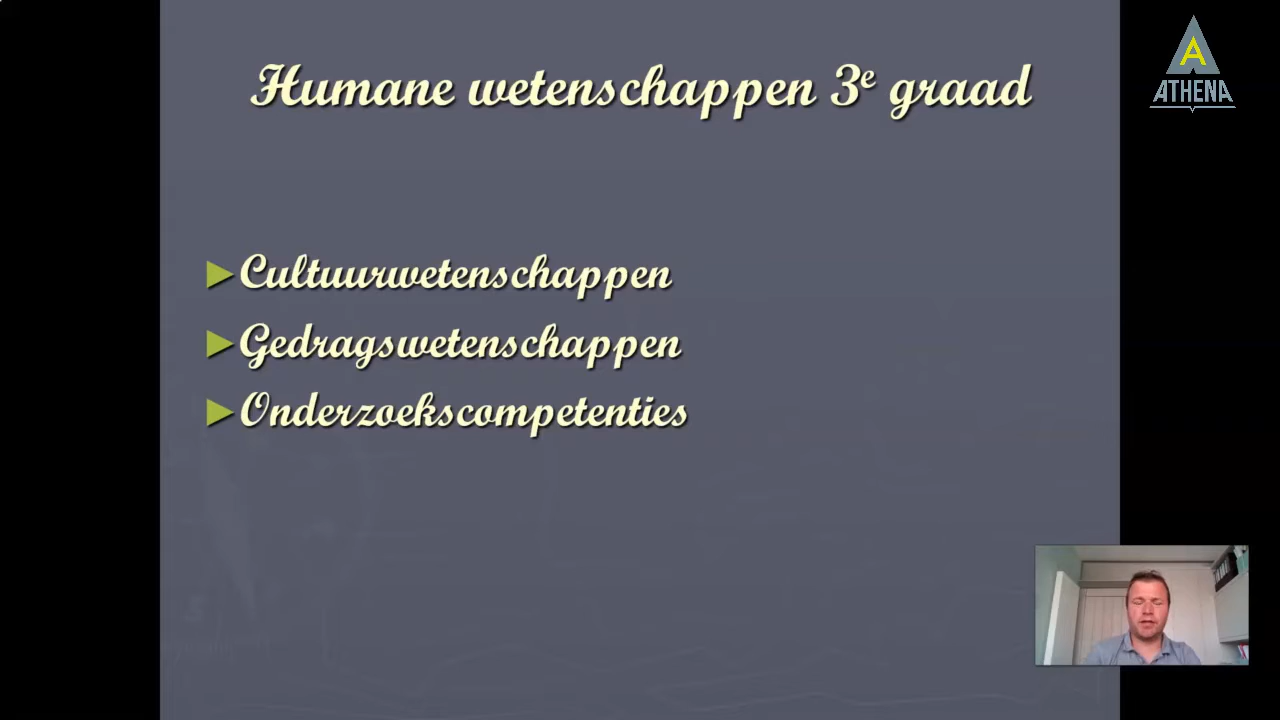 Humane wetenschappen 3e graad
A
ATHENA
Cultuurwetenschappen
Gedragswetenschappen
Onderzoekscompetenties